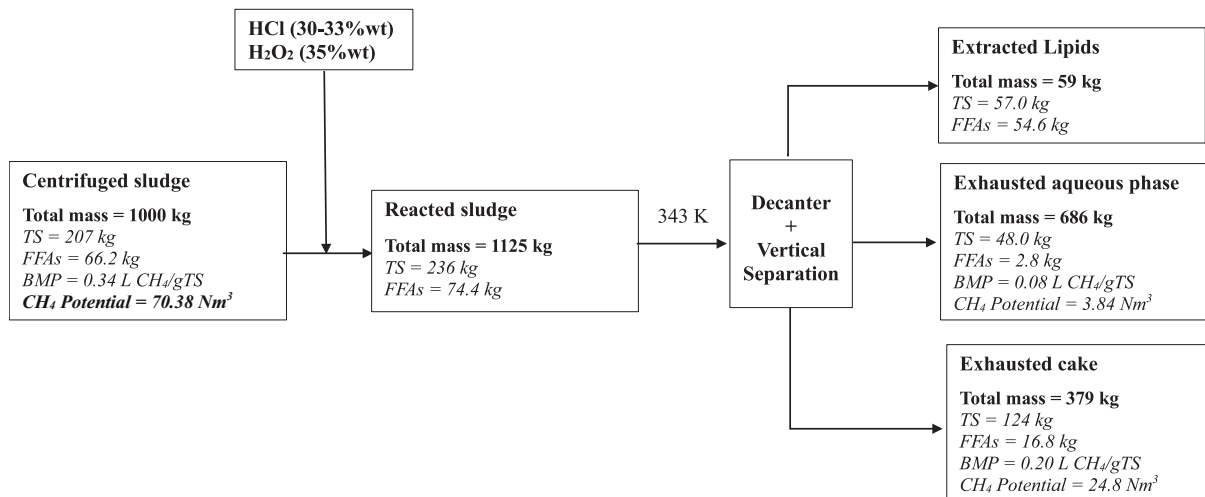 HCl (30-33%wt)
H₂O₂ (35%wt)
Centrifuged sludge
Total mass = 1000 kg
TS = 207 kg
FFAs = 66.2 kg
BMP = 0.34 L CH₄/gTS
CH₄ Potential = 70.38 Nm³
Reacted sludge
Total mass = 1125 kg
TS = 236 kg
FFAs = 74.4 kg
343 K
Decanter
+
Vertical
Separation
Extracted Lipids
Total mass = 59 kg
TS = 57.0 kg
FFAs = 54.6 kg
Exhausted aqueous phase
Total mass = 686 kg
TS = 48.0 kg
FFAs = 2.8 kg
BMP = 0.08 L CH₄/gTS
CH₄ Potential = 3.84 Nm³
Exhausted cake
Total mass = 379 kg
TS = 124 kg
FFAs = 16.8 kg
BMP = 0.20 L CH₄/gTS
CH₄ Potential = 24.8 Nm³